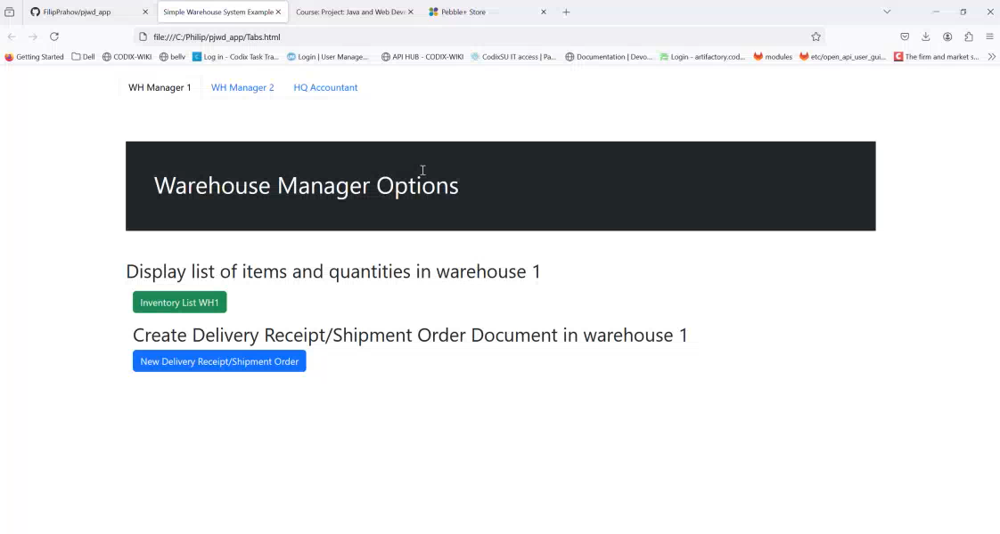 FilipPrahov/pjwd_app
Simple Warehouse System Example
Course: Project: Java and Web Dev
Pebble+ Store
file:///C:/Philip/pjwd_app/Tabs.html
Getting Started
Dell
CODIX-WIKI
bellv
Log in - Codix Task Tra...
Login | User Manage...
API HUB - CODIX-WIKI
CodixSU IT access | Pa...
Documentation | Devo...
Login - artifactory.cod...
modules
etc/open_api_user_gui...
The firm and market s...
WH Manager 1
WH Manager 2
HQ Accountant
Warehouse Manager Options
Display list of items and quantities in warehouse 1
Inventory List WH1
Create Delivery Receipt/Shipment Order Document in warehouse 1
New Delivery Receipt/Shipment Order